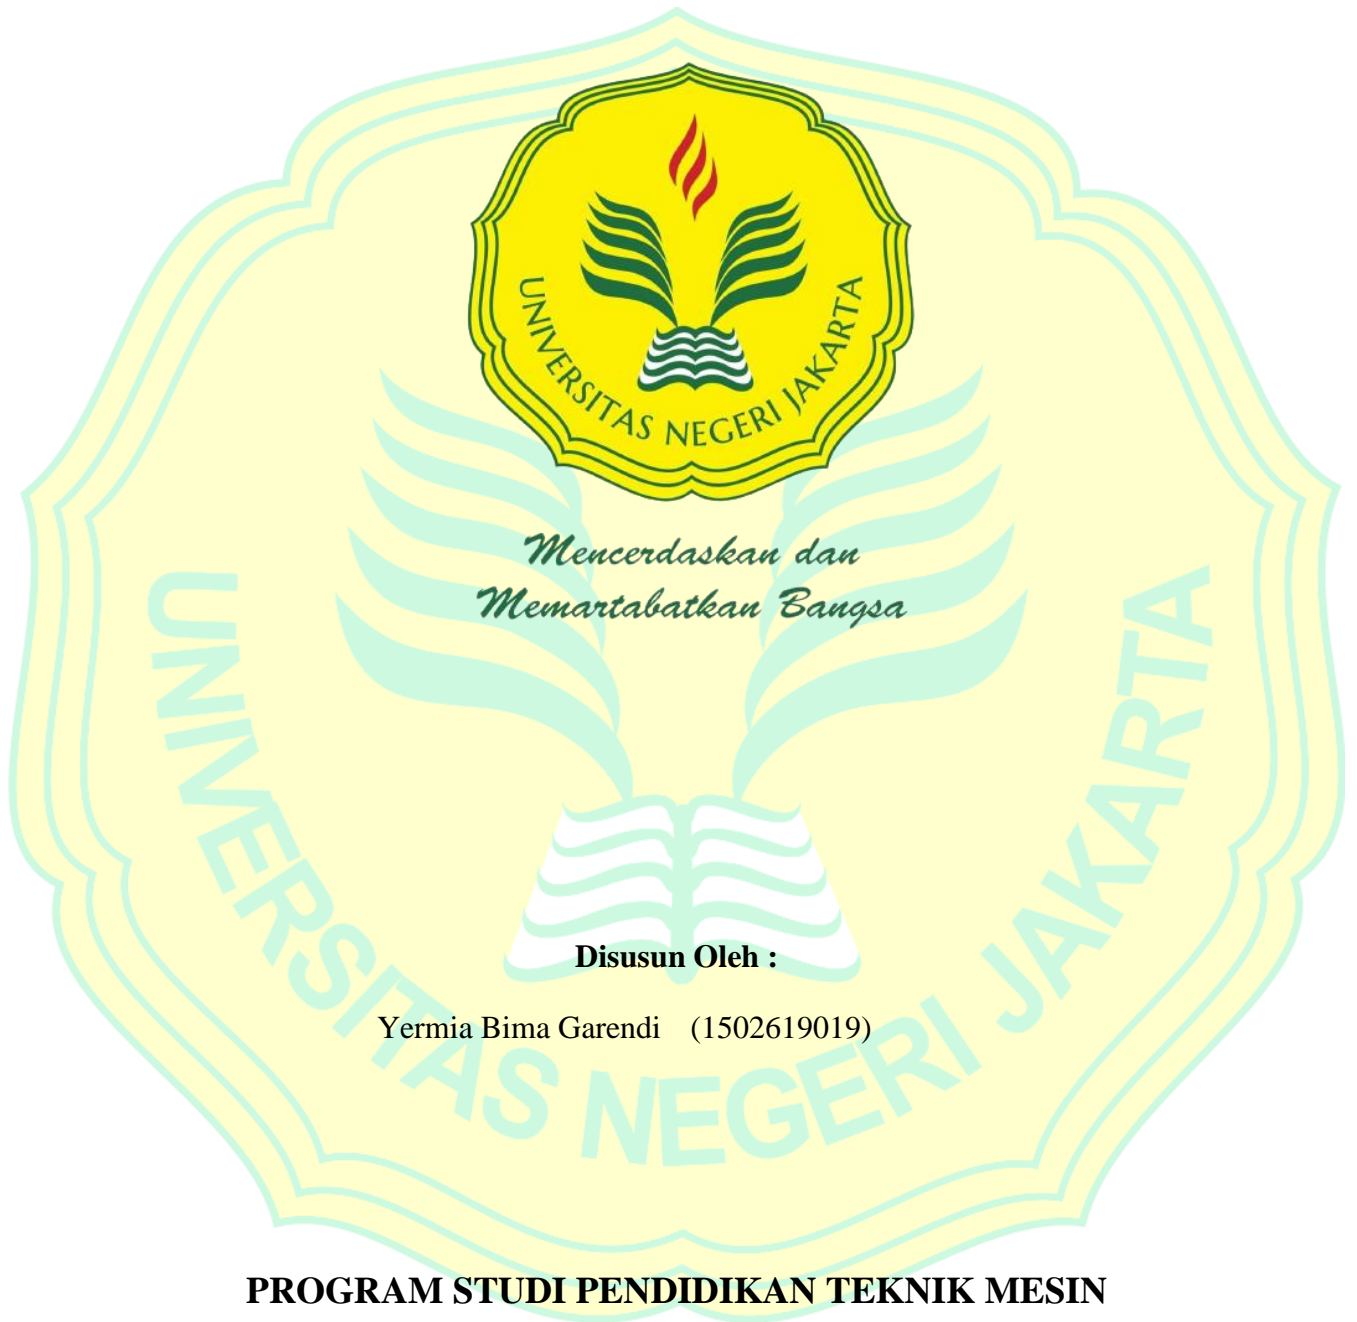 UNIVERSITAS NEGERI JAKARTA
Mencerdaskan dan
Memartabatkan Bangsa
UNIVERSITAS NEGERI JAKARTA
Disusun Oleh :
Yermia Bima Garendi (1502619019)
PROGRAM STUDI PENDIDIKAN TEKNIK MESIN